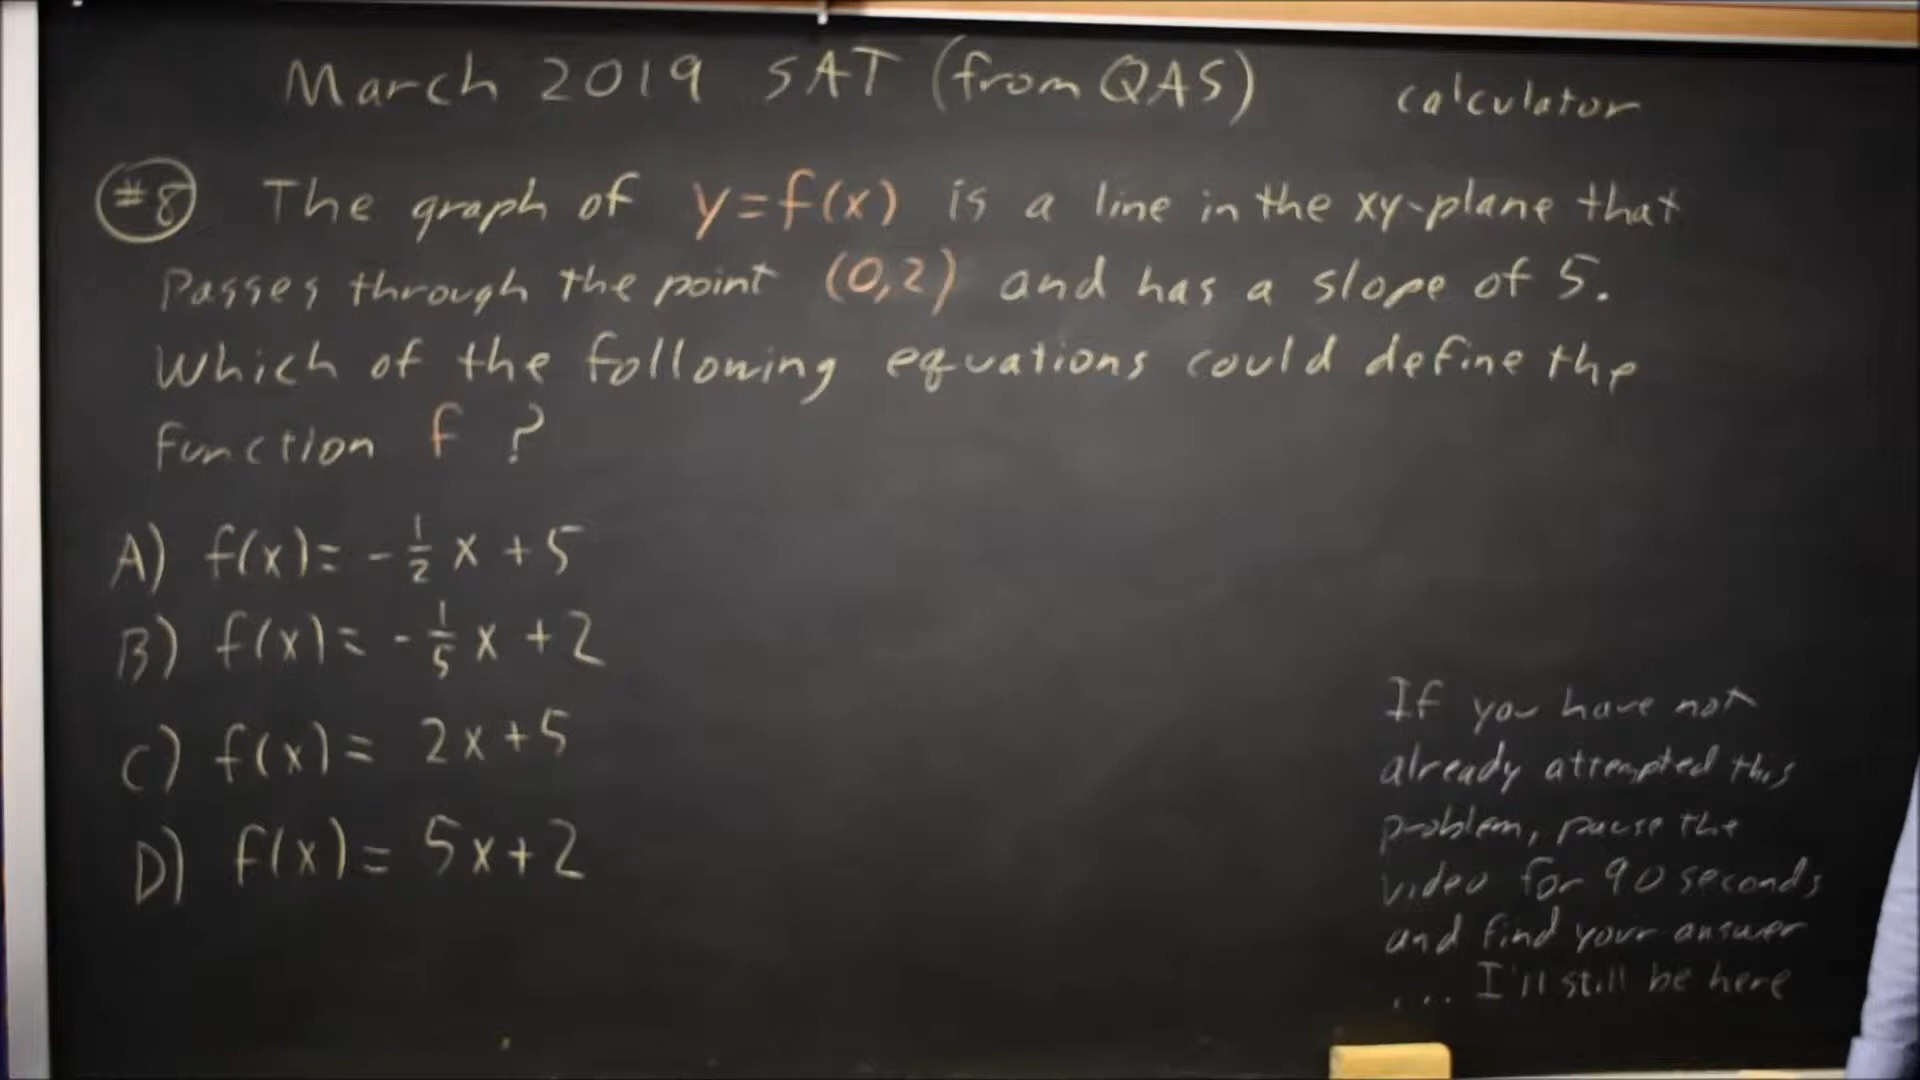 March 2019 SAT (from QAS)
calculator
#8 The graph of y=f(x) is a line in the xy-plane that
Passes through the point (0,2) and has a slope of 5.
Which of the following equations could define the
function f ?
A) f(x)= -1/2 x +5
B) f(x)= -1/5 x +2
C) f(x)= 2x+5
D) f(x)= 5x+2
If you have not
already attempted this
problem, pause the
video for 90 seconds
and find your answer
.... I'll still be here